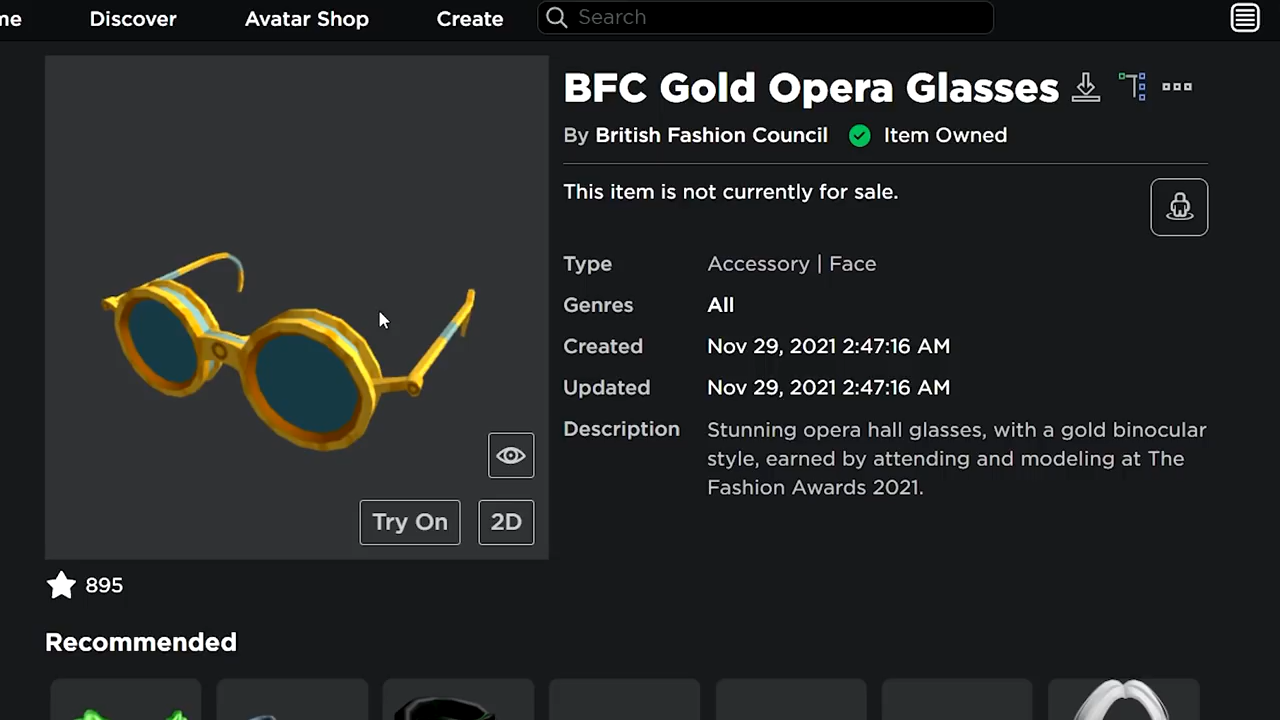 me Discover Avatar Shop Create Search
BFC Gold Opera Glasses
By British Fashion Council Item Owned
This item is not currently for sale.
Type Accessory | Face
Genres All
Created Nov 29, 2021 2:47:16 AM
Updated Nov 29, 2021 2:47:16 AM
Description Stunning opera hall glasses, with a gold binocular
style, earned by attending and modeling at The
Fashion Awards 2021.
Try On 2D
895
Recommended